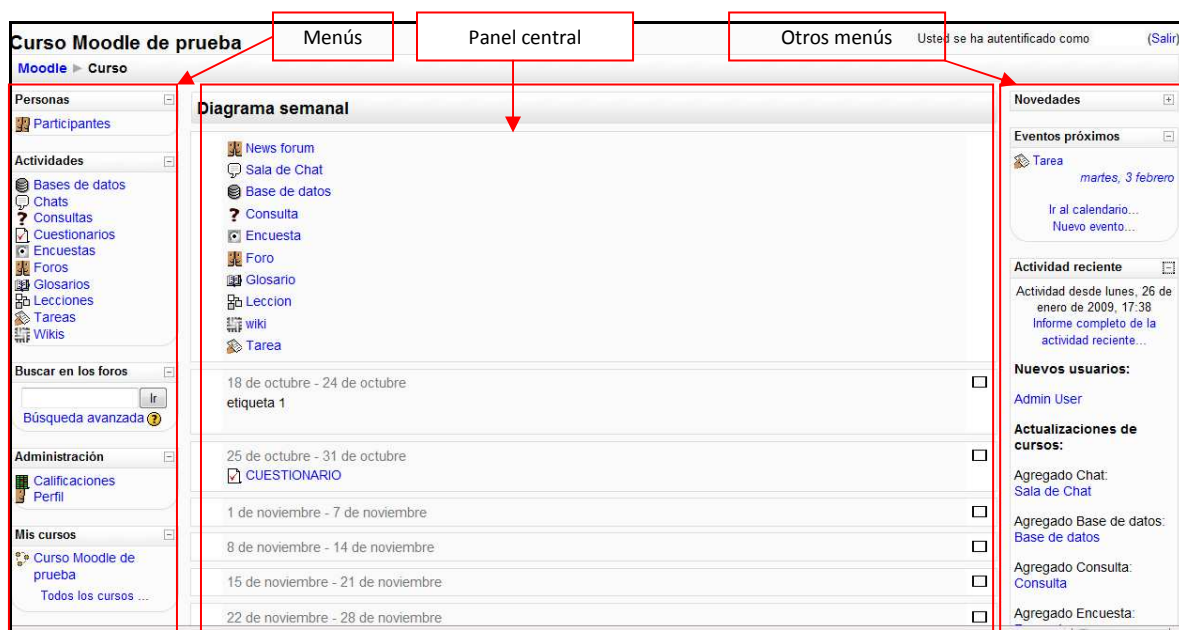 Curso Moodle de prueba
Menús
Panel central
Otros menús
Usted se ha autentificado como (Salir)
Moodle ► Curso
Personas
Participantes
Actividades
Bases de datos
Chats
Consultas
Cuestionarios
Encuestas
Foros
Glosarios
Lecciones
Tareas
Wikis
Buscar en los foros
Ir
Búsqueda avanzada ?
Administración
Calificaciones
Perfil
Mis cursos
Curso Moodle de
prueba
Todos los cursos ...
Diagrama semanal
News forum
Sala de Chat
Base de datos
Consulta
Encuesta
Foro
Glosario
Leccion
wiki
Tarea
18 de octubre - 24 de octubre
etiqueta 1
25 de octubre - 31 de octubre
CUESTIONARIO
1 de noviembre - 7 de noviembre
8 de noviembre - 14 de noviembre
15 de noviembre - 21 de noviembre
22 de noviembre - 28 de noviembre
Novedades
Eventos próximos
Tarea
martes, 3 febrero
Ir al calendario...
Nuevo evento...
Actividad reciente
Actividad desde lunes, 26 de
enero de 2009, 17:38
Informe completo de la
actividad reciente...
Nuevos usuarios:
Admin User
Actualizaciones de
cursos:
Agregado Chat:
Sala de Chat
Agregado Base de datos:
Base de datos
Agregado Consulta:
Consulta
Agregado Encuesta: